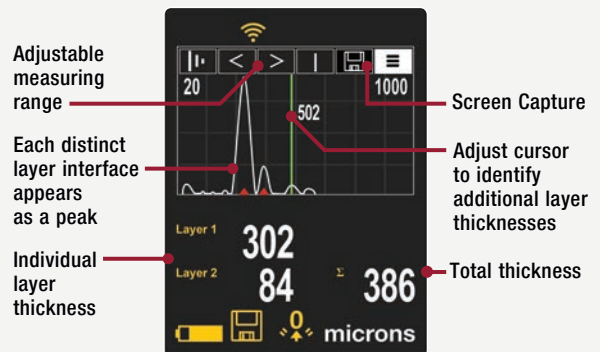 Adjustable
measuring
range
Each distinct
layer interface
appears
as a peak
Individual
layer
thickness
20
1000
502
Layer 1
302
Layer 2
84
Σ
386
0
microns
Screen Capture
Adjust cursor
to identify
additional layer
thicknesses
Total thickness